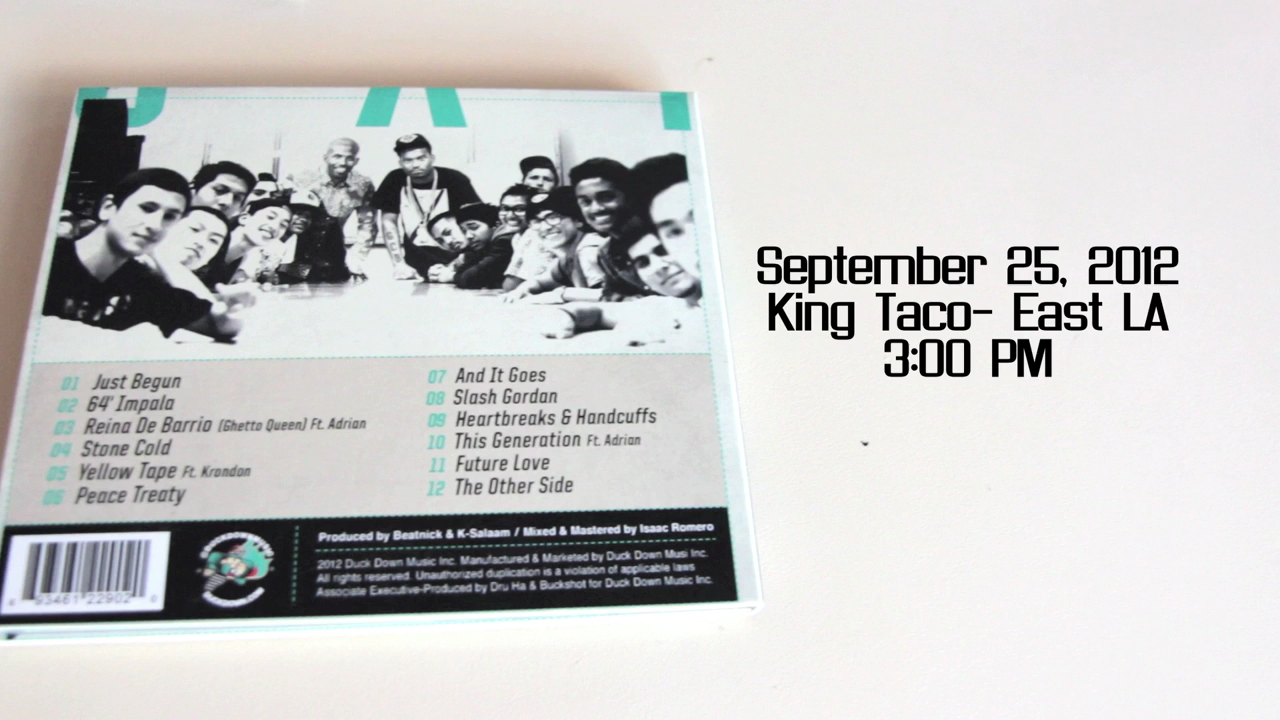 01 Just Begun
02 64' Impala
03 Reina De Barrio (Ghetto Queen) Ft. Adrian
04 Stone Cold
05 Yellow Tape Ft. Krondon
06 Peace Treaty
07 And It Goes
08 Slash Gordan
09 Heartbreaks & Handcuffs
10 This Generation Ft. Adrian
11 Future Love
12 The Other Side
Produced by Beatnick & K-Salaam / Mixed & Mastered by Isaac Romero
2012 Duck Down Music Inc. Manufactured & Marketed by Duck Down Musi Inc.
All rights reserved. Unauthorized duplication is a violation of applicable laws
Associate Executive-Produced by Dru Ha & Buckshot for Duck Down Music Inc.
93461 22902
September 25, 2012
King Taco- East LA
3:00 PM